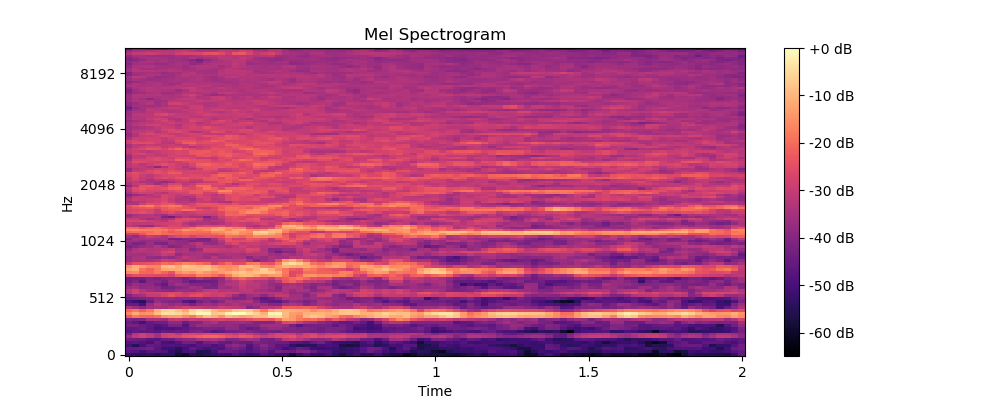 Mel Spectrogram
Hz
8192
4096
2048
1024
512
0
0
0.5
1
1.5
2
Time
+0 dB
-10 dB
-20 dB
-30 dB
-40 dB
-50 dB
-60 dB